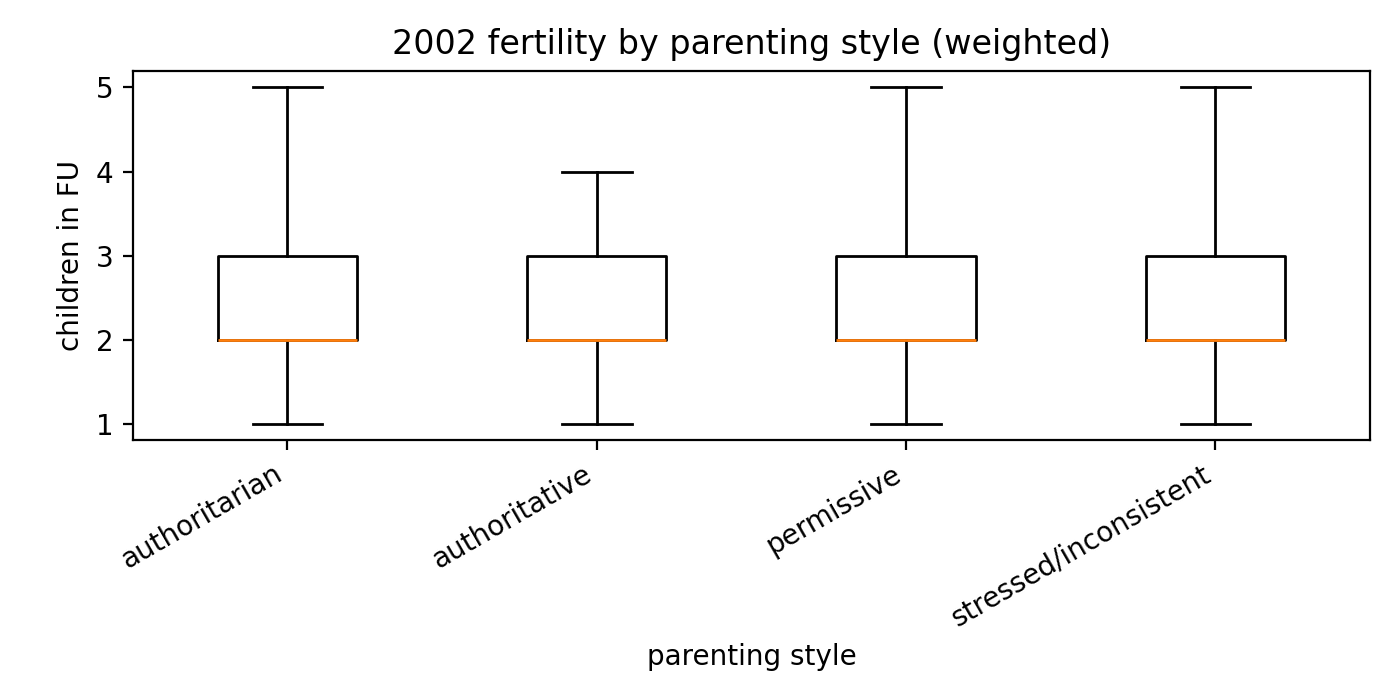 2002 fertility by parenting style (weighted)
children in FU
5
4
3
2
1
authoritarian
authoritative
permissive
stressed/inconsistent
parenting style